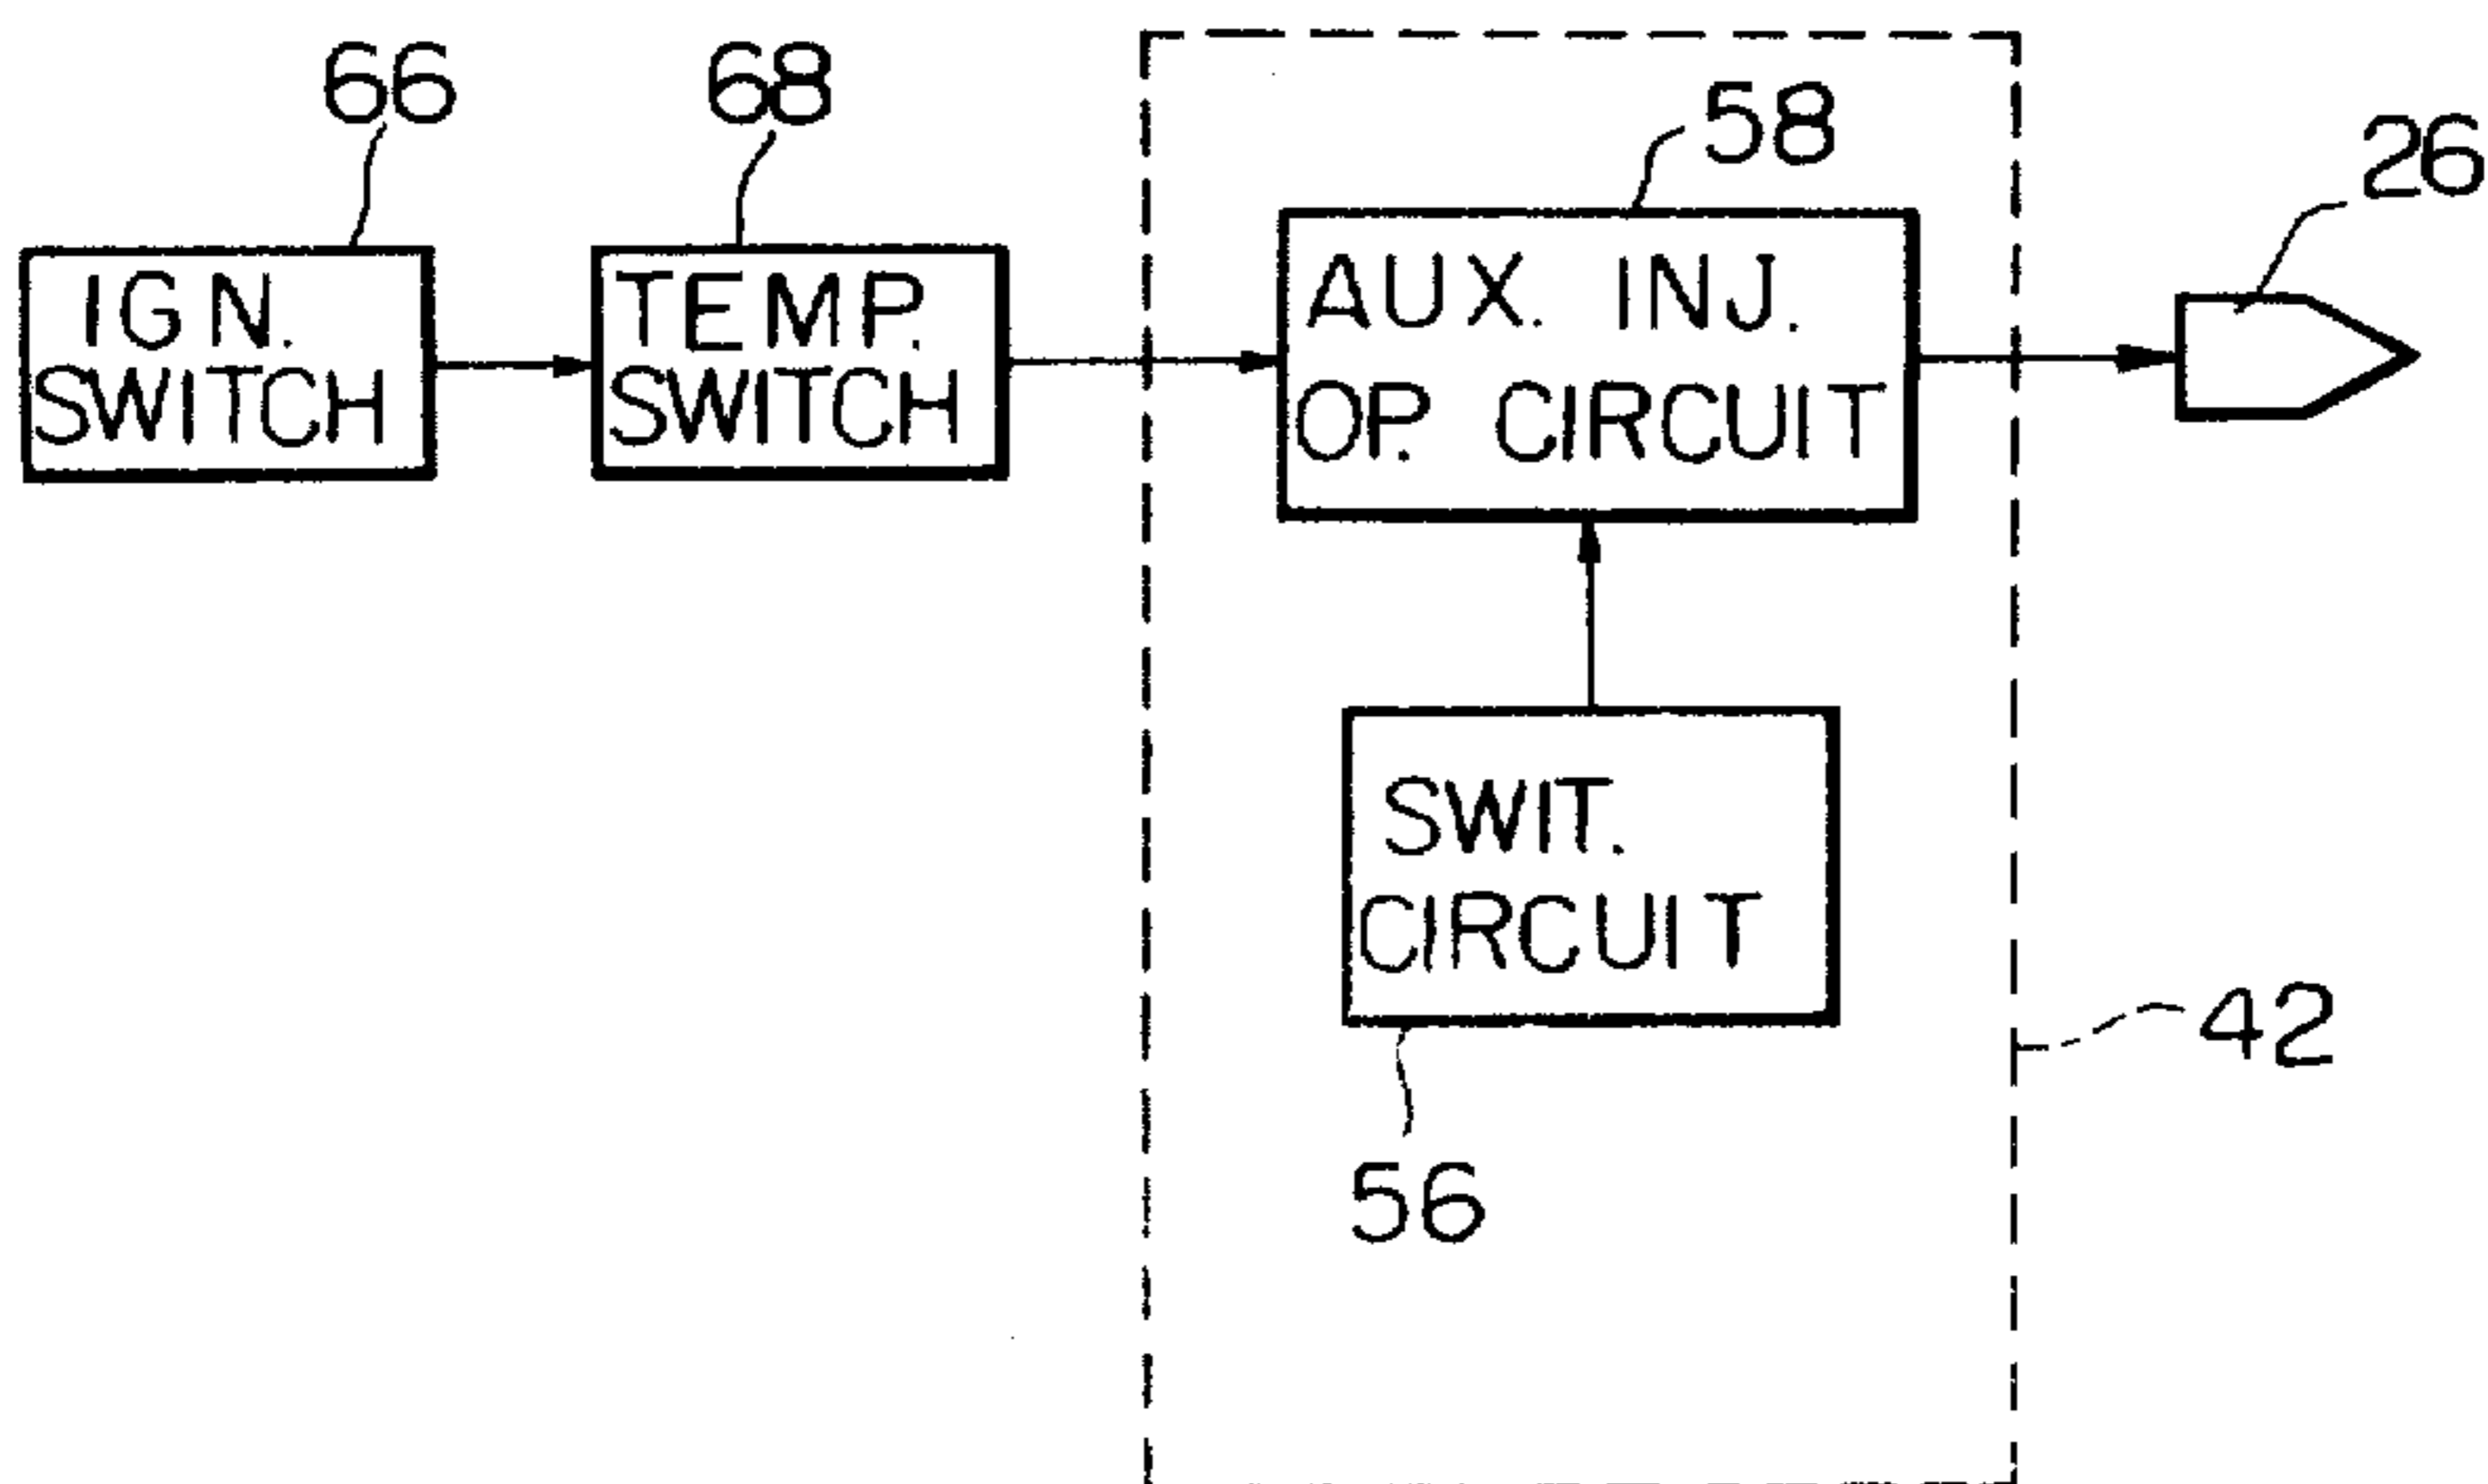 66
68
58
26
IGN.
SWITCH
TEMP.
SWITCH
AUX. INJ.
OP. CIRCUIT
SWIT.
CIRCUIT
42
56